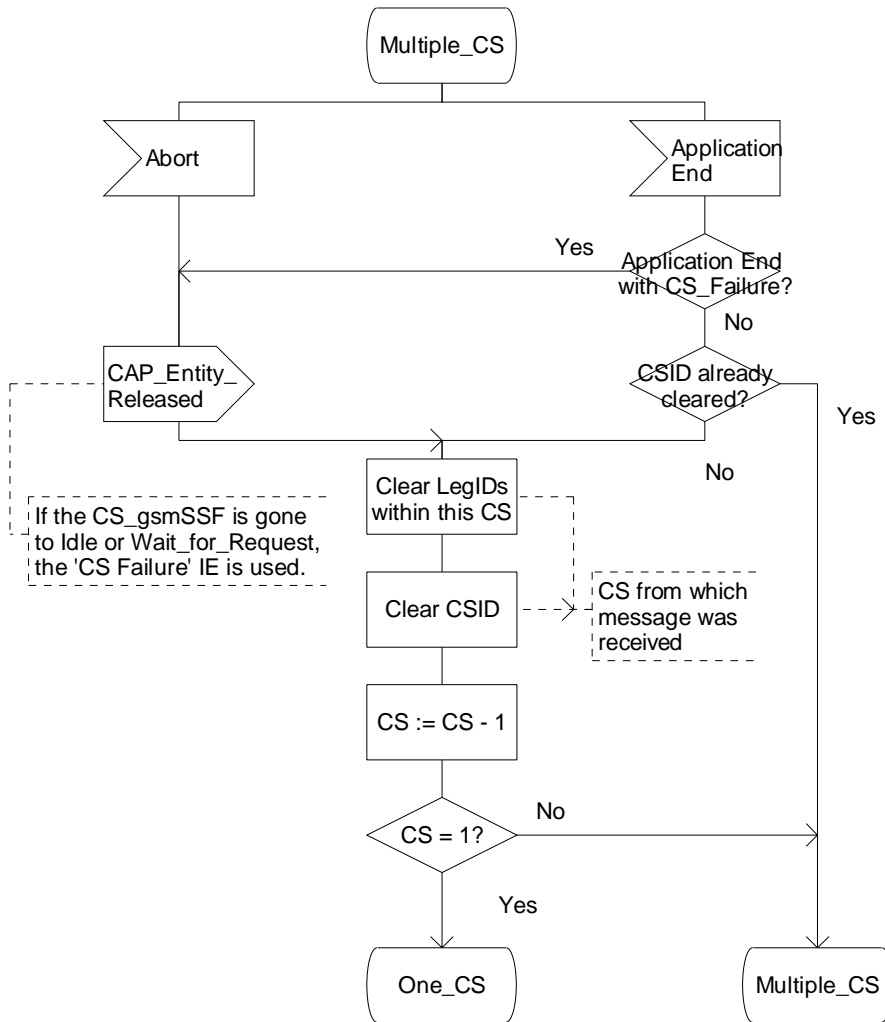 Multiple_CS
Abort
Application
End
Yes
Application End
with CS_Failure?
No
CAP_Entity_
Released
CSID already
cleared?
Yes
No
Clear LegIDs
within this CS
If the CS_gsmSSF is gone
to Idle or Wait_for_Request,
the 'CS Failure' IE is used.
Clear CSID
CS from which
message was
received
CS := CS - 1
CS = 1?
No
Yes
One_CS
Multiple_CS